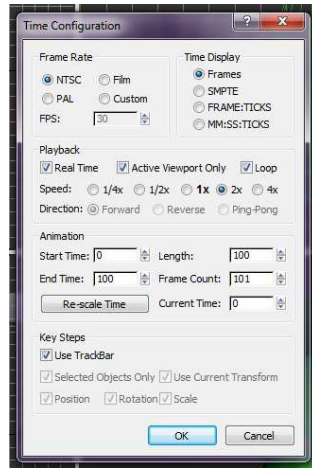 Time Configuration
Frame Rate
NTSC Film
PAL Custom
FPS: 30
Time Display
Frames
SMPTE
FRAME:TICKS
MM:SS:TICKS
Playback
Real Time Active Viewport Only Loop
Speed: 1/4x 1/2x 1x 2x 4x
Direction: Forward Reverse Ping-Pong
Animation
Start Time: 0 Length: 100
End Time: 100 Frame Count: 101
Re-scale Time Current Time: 0
Key Steps
Use TrackBar
Selected Objects Only Use Current Transform
Position Rotation Scale
OK Cancel